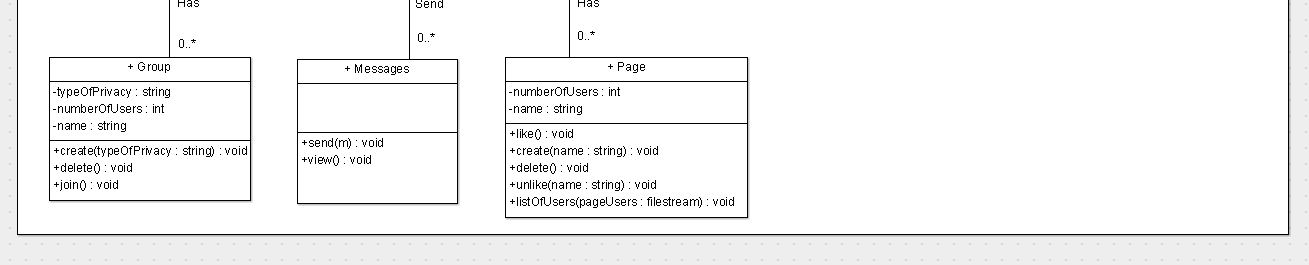 Has
Send
Has
0..*
0..*
0..*
+ Group
-typeOfPrivacy : string
-numberOfUsers : int
-name : string
+create(typeOfPrivacy : string) : void
+delete() : void
+join() : void
+ Messages
+send(m) : void
+view() : void
+ Page
-numberOfUsers : int
-name : string
+like() : void
+create(name : string) : void
+delete() : void
+unlike(name : string) : void
+listOfUsers(pageUsers : filestream) : void